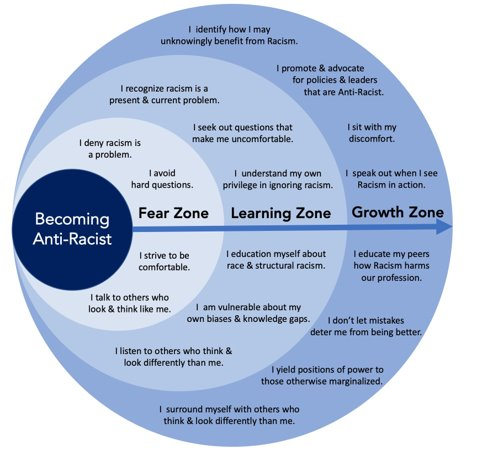 I identify how I may
unknowingly benefit from Racism.
I promote & advocate
for policies & leaders
that are Anti-Racist.
I recognize racism is a
present & current problem.
I seek out questions that
make me uncomfortable.
I sit with my
discomfort.
I deny racism is
a problem.
I avoid
hard questions.
I understand my own
privilege in ignoring racism.
I speak out when I see
Racism in action.
Becoming
Anti-Racist
Fear Zone
Learning Zone
Growth Zone
I strive to be
comfortable.
I education myself about
race & structural racism.
I educate my peers
how Racism harms
our profession.
I talk to others who
look & think like me.
I am vulnerable about my
own biases & knowledge gaps.
I don't let mistakes
deter me from being better.
I listen to others who think &
look differently than me.
I yield positions of power to
those otherwise marginalized.
I surround myself with others who
think & look differently than me.